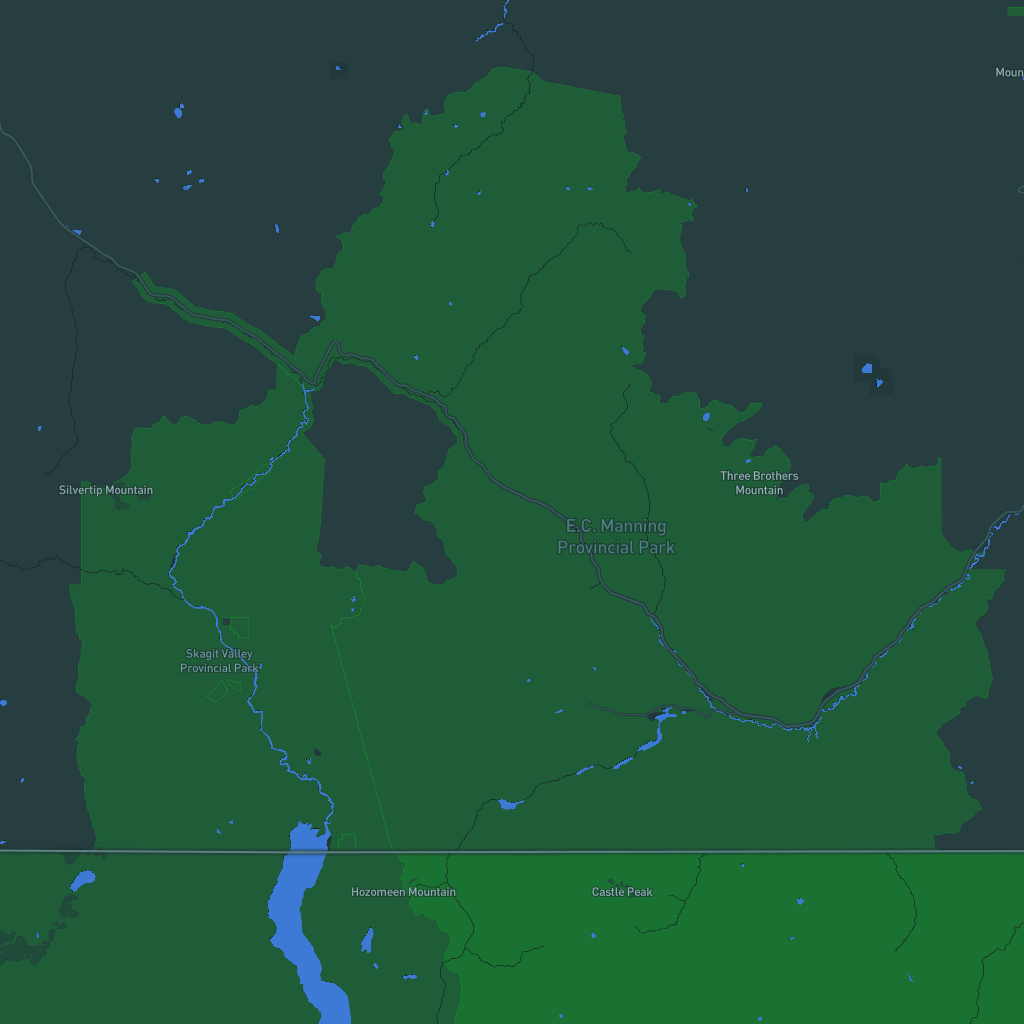 Silvertip Mountain
Three Brothers
Mountain
E.C. Manning
Provincial Park
Skagit Valley
Provincial Park
Hozomeen Mountain
Castle Peak